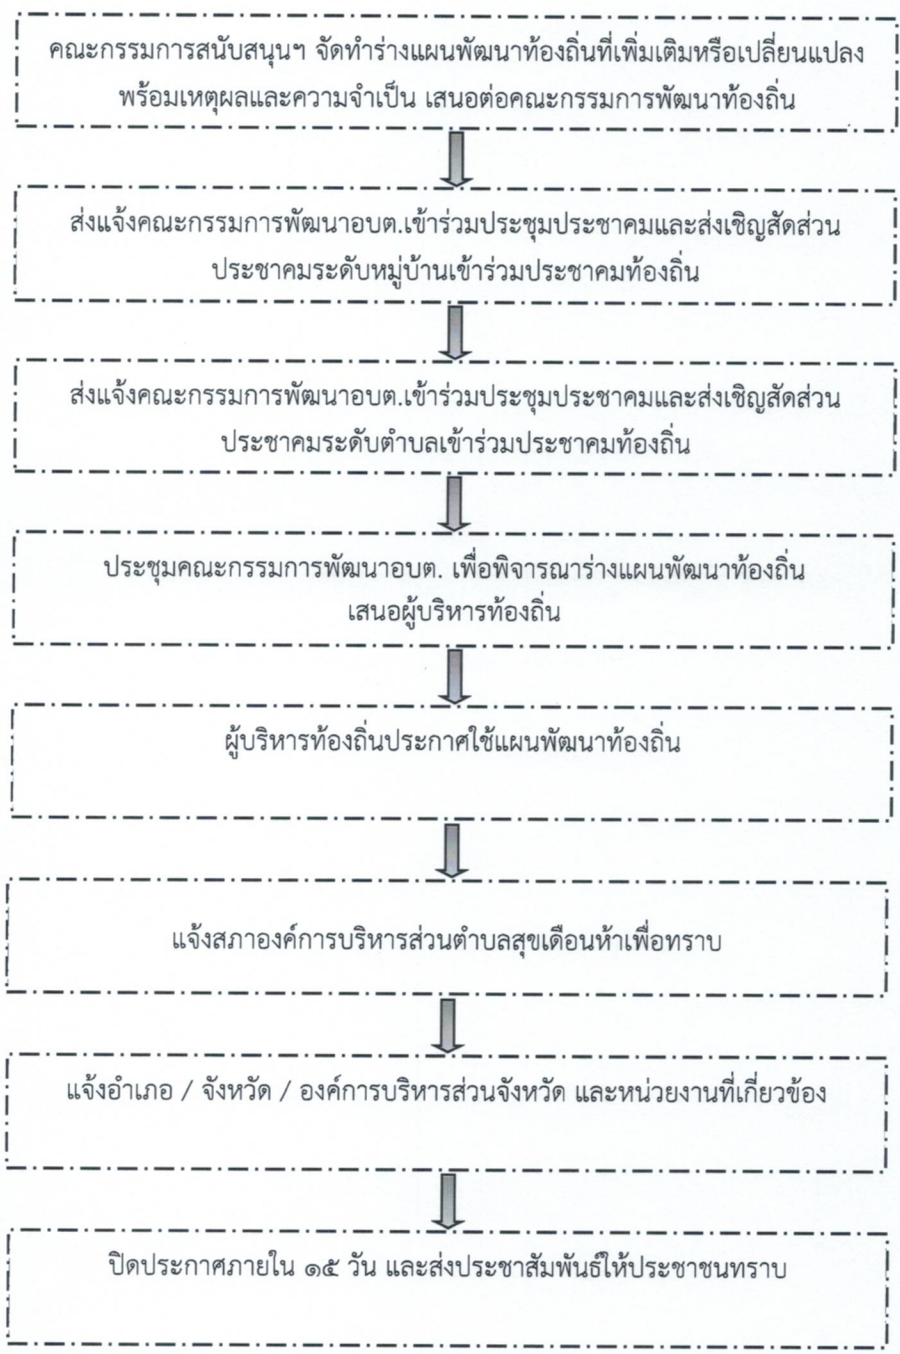 คณะกรรมการสนับสนุนฯ จัดทำร่างแผนพัฒนาท้องถิ่นที่เพิ่มเติมหรือเปลี่ยนแปลง
พร้อมเหตุผลและความจำเป็น เสนอต่อคณะกรรมการพัฒนาท้องถิ่น
ส่งแจ้งคณะกรรมการพัฒนาอบต.เข้าร่วมประชุมประชาคมและส่งเชิญสัดส่วน
ประชาคมระดับหมู่บ้านเข้าร่วมประชาคมท้องถิ่น
ส่งแจ้งคณะกรรมการพัฒนาอบต.เข้าร่วมประชุมประชาคมและส่งเชิญสัดส่วน
ประชาคมระดับตำบลเข้าร่วมประชาคมท้องถิ่น
ประชุมคณะกรรมการพัฒนาอบต. เพื่อพิจารณาร่างแผนพัฒนาท้องถิ่น
เสนอผู้บริหารท้องถิ่น
ผู้บริหารท้องถิ่นประกาศใช้แผนพัฒนาท้องถิ่น
แจ้งสภาองค์การบริหารส่วนตำบลสุขเดือนห้าเพื่อทราบ
แจ้งอำเภอ / จังหวัด / องค์การบริหารส่วนจังหวัด และหน่วยงานที่เกี่ยวข้อง
ปิดประกาศภายใน ๑๕ วัน และส่งประชาสัมพันธ์ให้ประชาชนทราบ